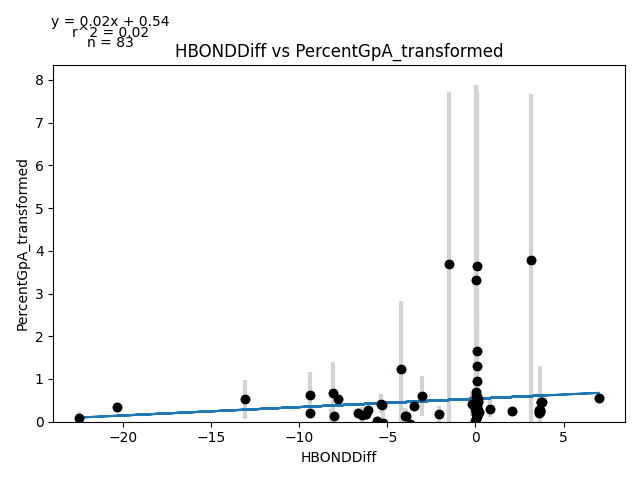 y = 0.02x + 0.54
r^2 = 0.02
n = 83
HBONDDiff vs PercentGpA_transformed
PercentGpA_transformed
8
7
6
5
4
3
2
1
0
−20
−15
−10
−5
0
5
HBONDDiff